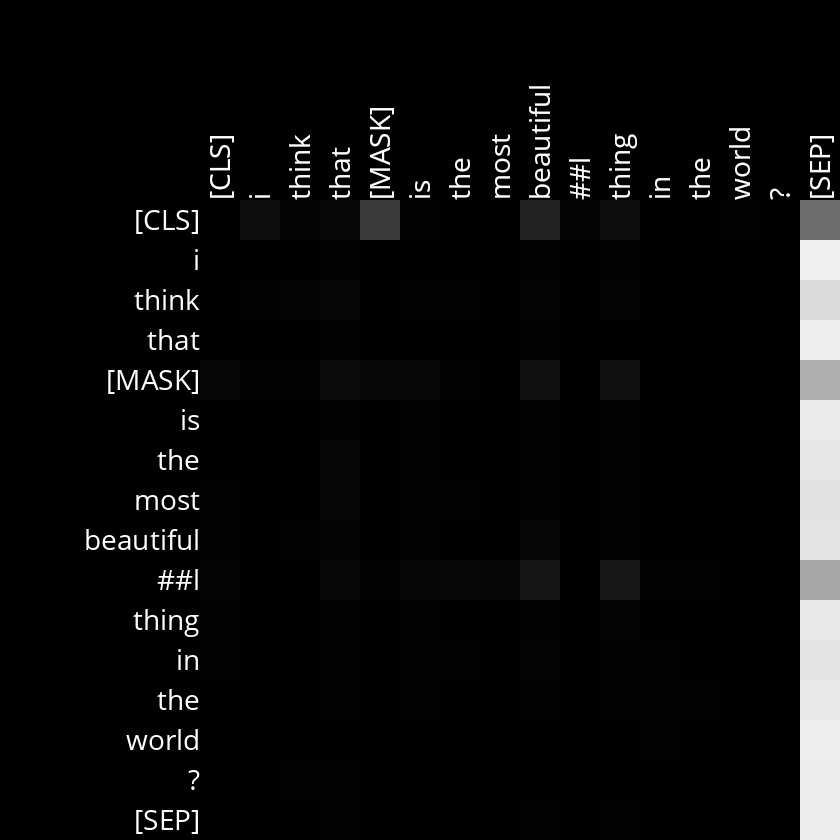 [CLS] i think that [MASK] is the most beautiful ##l thing in the world ? [SEP]
[CLS]
i
think
that
[MASK]
is
the
most
beautiful
##l
thing
in
the
world
?
[SEP]